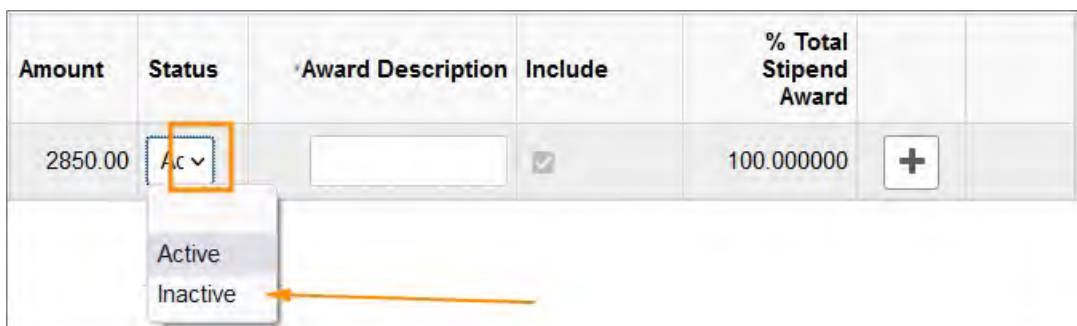 Amount Status *Award Description Include % Total
Stipend
Award
2850.00 Ac 100.000000
Active
Inactive